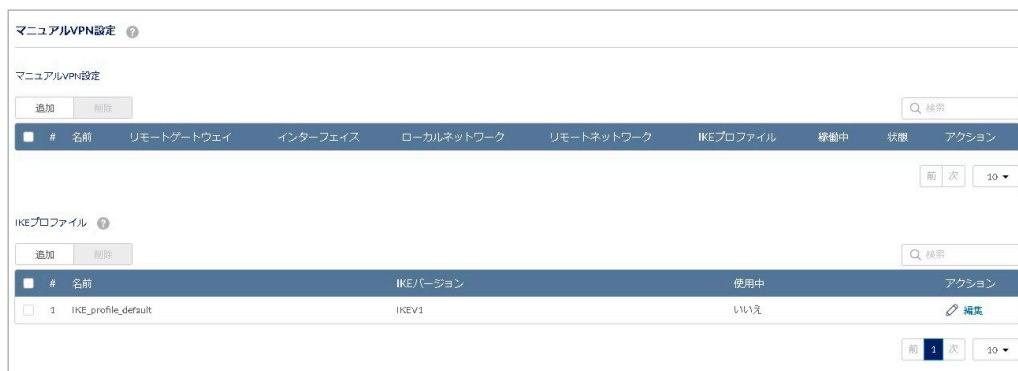 マニュアルVPN設定 ?
マニュアルVPN設定
追加 削除 検索
# 名前 リモートゲートウェイ インターフェイス ローカルネットワーク リモートネットワーク IKEプロファイル 稼働中 状態 アクション
前 次 10
IKEプロファイル ?
追加 削除 検索
# 名前 IKEバージョン 使用中 アクション
1 IKE_profile_default IKEV1 いいえ 編集
前 1 次 10